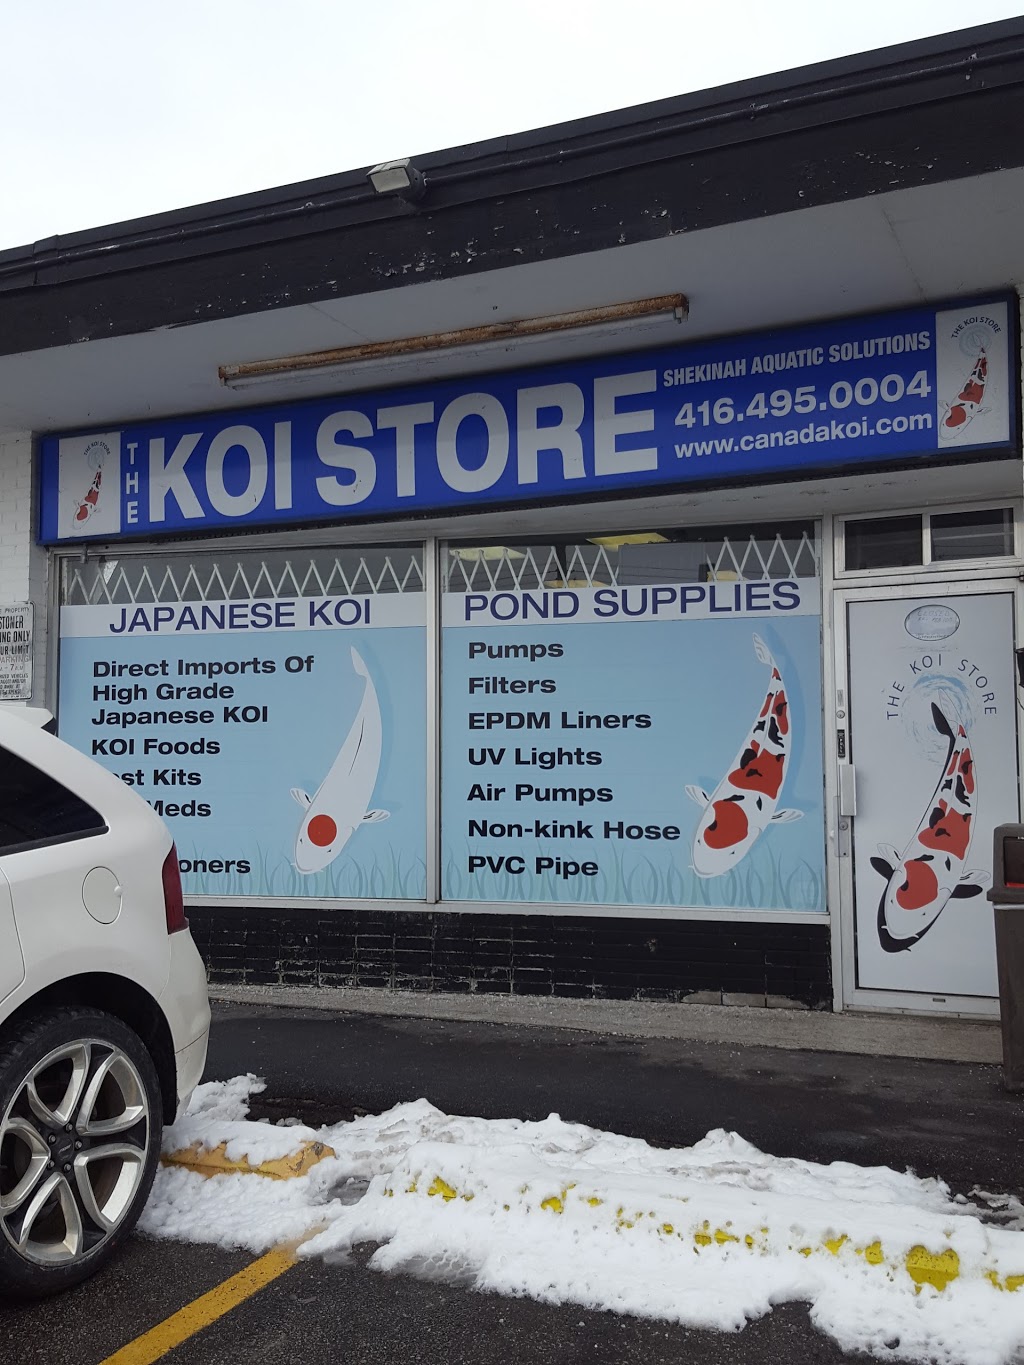 THE KOI STORE
THE
KOI STORE
SHEKINAH AQUATIC SOLUTIONS
416.495.0004
www.canadakoi.com
THE KOI STORE
JAPANESE KOI
Direct Imports Of
High Grade
Japanese KOI
KOI Foods
st Kits
Meds
oners
POND SUPPLIES
Pumps
Filters
EPDM Liners
UV Lights
Air Pumps
Non-kink Hose
PVC Pipe
THE KOI STORE